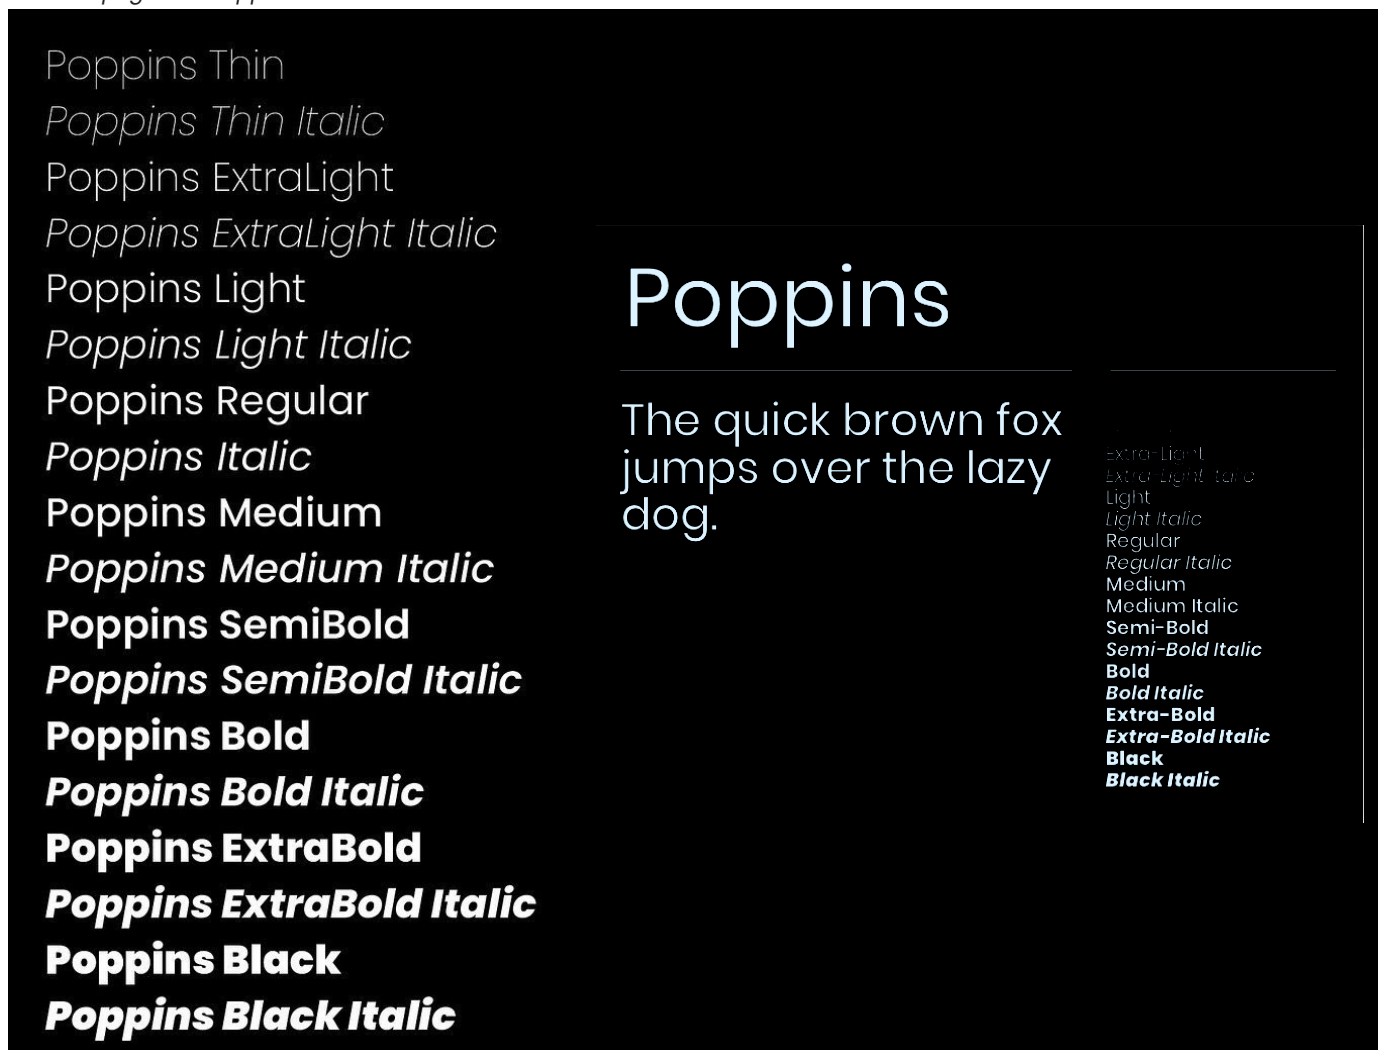 Poppins Thin
Poppins Thin Italic
Poppins ExtraLight
Poppins ExtraLight Italic
Poppins Light
Poppins Light Italic
Poppins Regular
Poppins Italic
Poppins Medium
Poppins Medium Italic
Poppins SemiBold
Poppins SemiBold Italic
Poppins Bold
Poppins Bold Italic
Poppins ExtraBold
Poppins ExtraBold Italic
Poppins Black
Poppins Black Italic
Poppins
The quick brown fox
jumps over the lazy
dog.
Extra-Light
Extra-Light Italic
Light
Light Italic
Regular
Regular Italic
Medium
Medium Italic
Semi-Bold
Semi-Bold Italic
Bold
Bold Italic
Extra-Bold
Extra-Bold Italic
Black
Black Italic